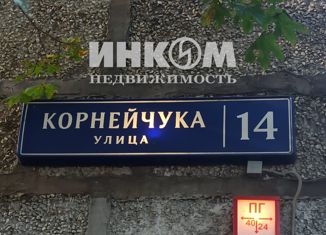 ИНКОМ
НЕДВИЖИМОСТЬ
КОРНЕЙЧУКА
УЛИЦА
14
ПГ
40 24